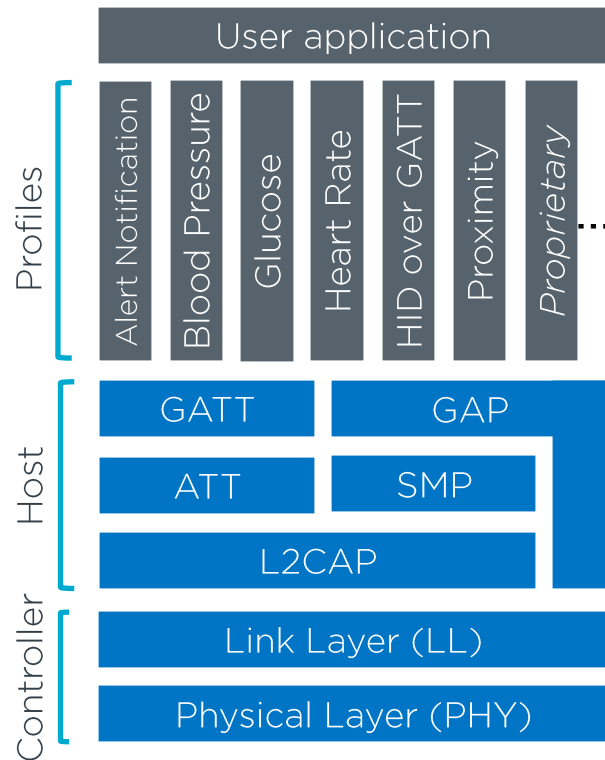 User application
Profiles
Alert Notification
Blood Pressure
Glucose
Heart Rate
HID over GATT
Proximity
Proprietary
Host
GATT
GAP
ATT
SMP
L2CAP
Controller
Link Layer (LL)
Physical Layer (PHY)